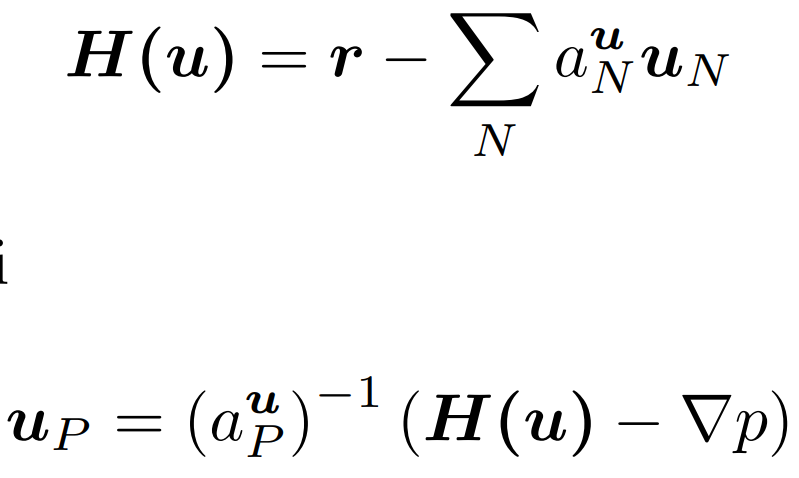 H(u) = r − ∑_N a_N^u u_N
i
u_P = (a_P^u)^{−1} (H(u) − ∇p)